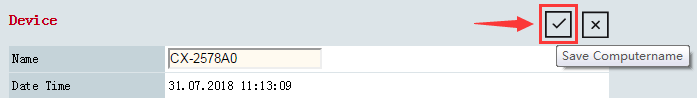 Device
Name CX-2578A0
Save Computername
Date Time 31.07.2018 11:13:09